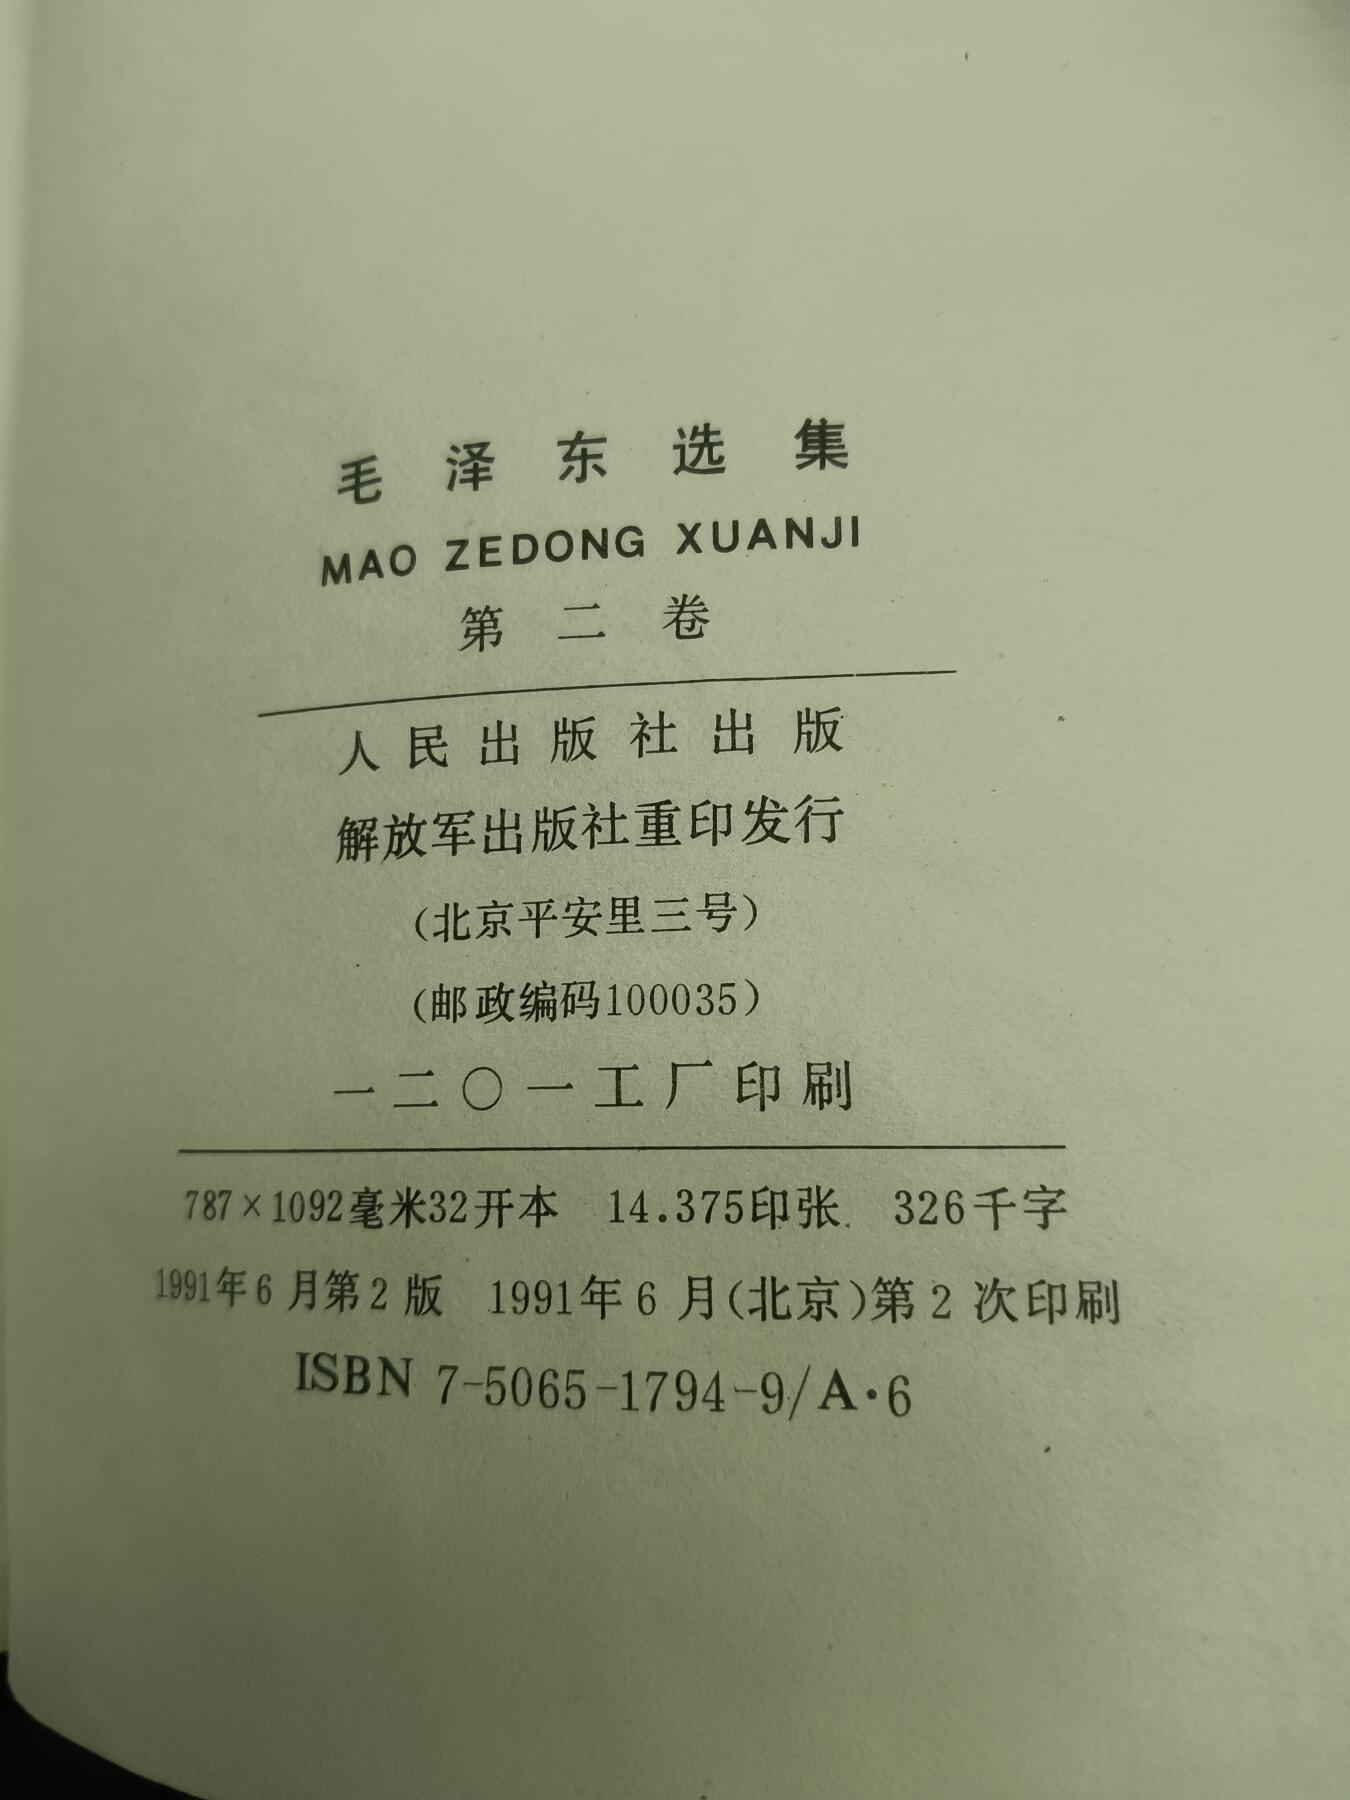 毛泽东选集
MAO ZEDONG XUANJI
第二卷
人民出版社出版
解放军出版社重印发行
(北京平安里三号)
(邮政编码100035)
一二〇一工厂印刷
787×1092毫米32开本 14.375印张 326千字
1991年6月第2版 1991年6月(北京)第2次印刷
ISBN 7-5065-1794-9/A·6